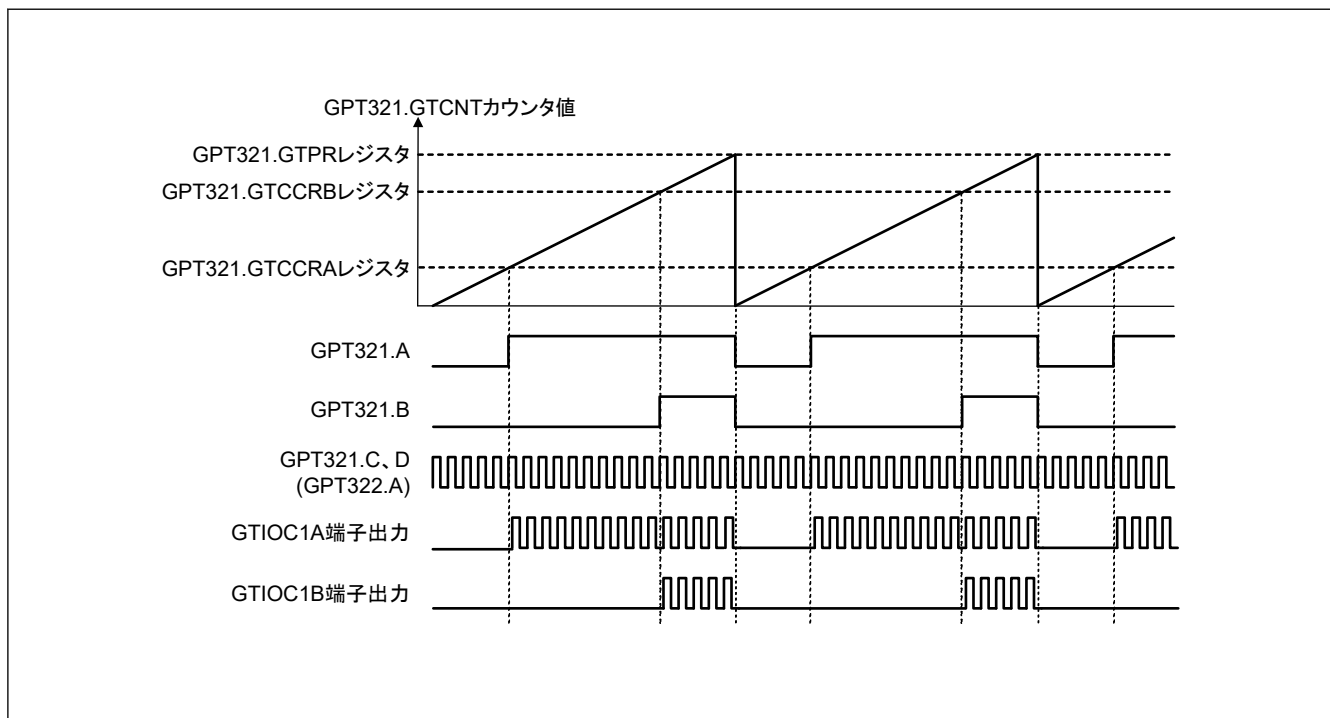 GPT321.GTCNTカウンタ値
GPT321.GTPRレジスタ
GPT321.GTCCRBレジスタ
GPT321.GTCCRAレジスタ
GPT321.A
GPT321.B
GPT321.C、D
(GPT322.A)
GTIOC1A端子出力
GTIOC1B端子出力